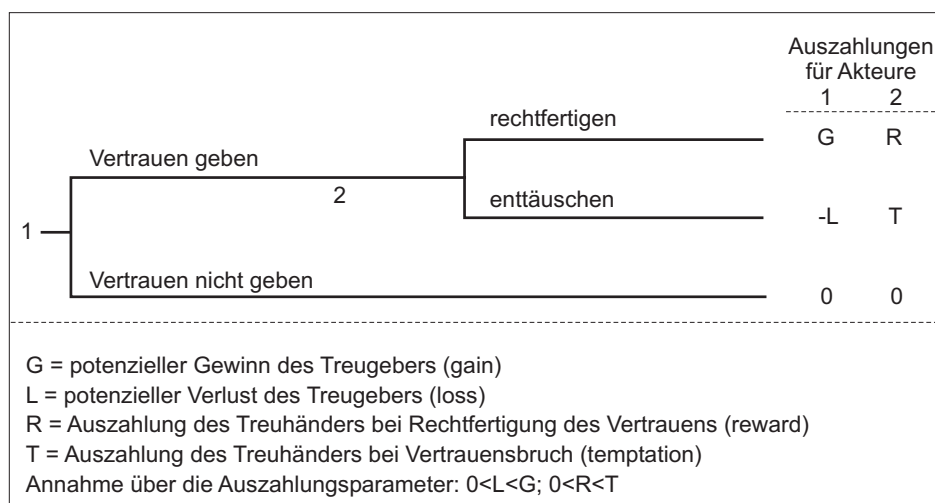 Auszahlungen
für Akteure
1 2
rechtfertigen
G R
Vertrauen geben
2
enttäuschen
-L T
1
Vertrauen nicht geben
0 0
G = potenzieller Gewinn des Treugebers (gain)
L = potenzieller Verlust des Treugebers (loss)
R = Auszahlung des Treuhänders bei Rechtfertigung des Vertrauens (reward)
T = Auszahlung des Treuhänders bei Vertrauensbruch (temptation)
Annahme über die Auszahlungsparameter: 0<L<G; 0<R<T